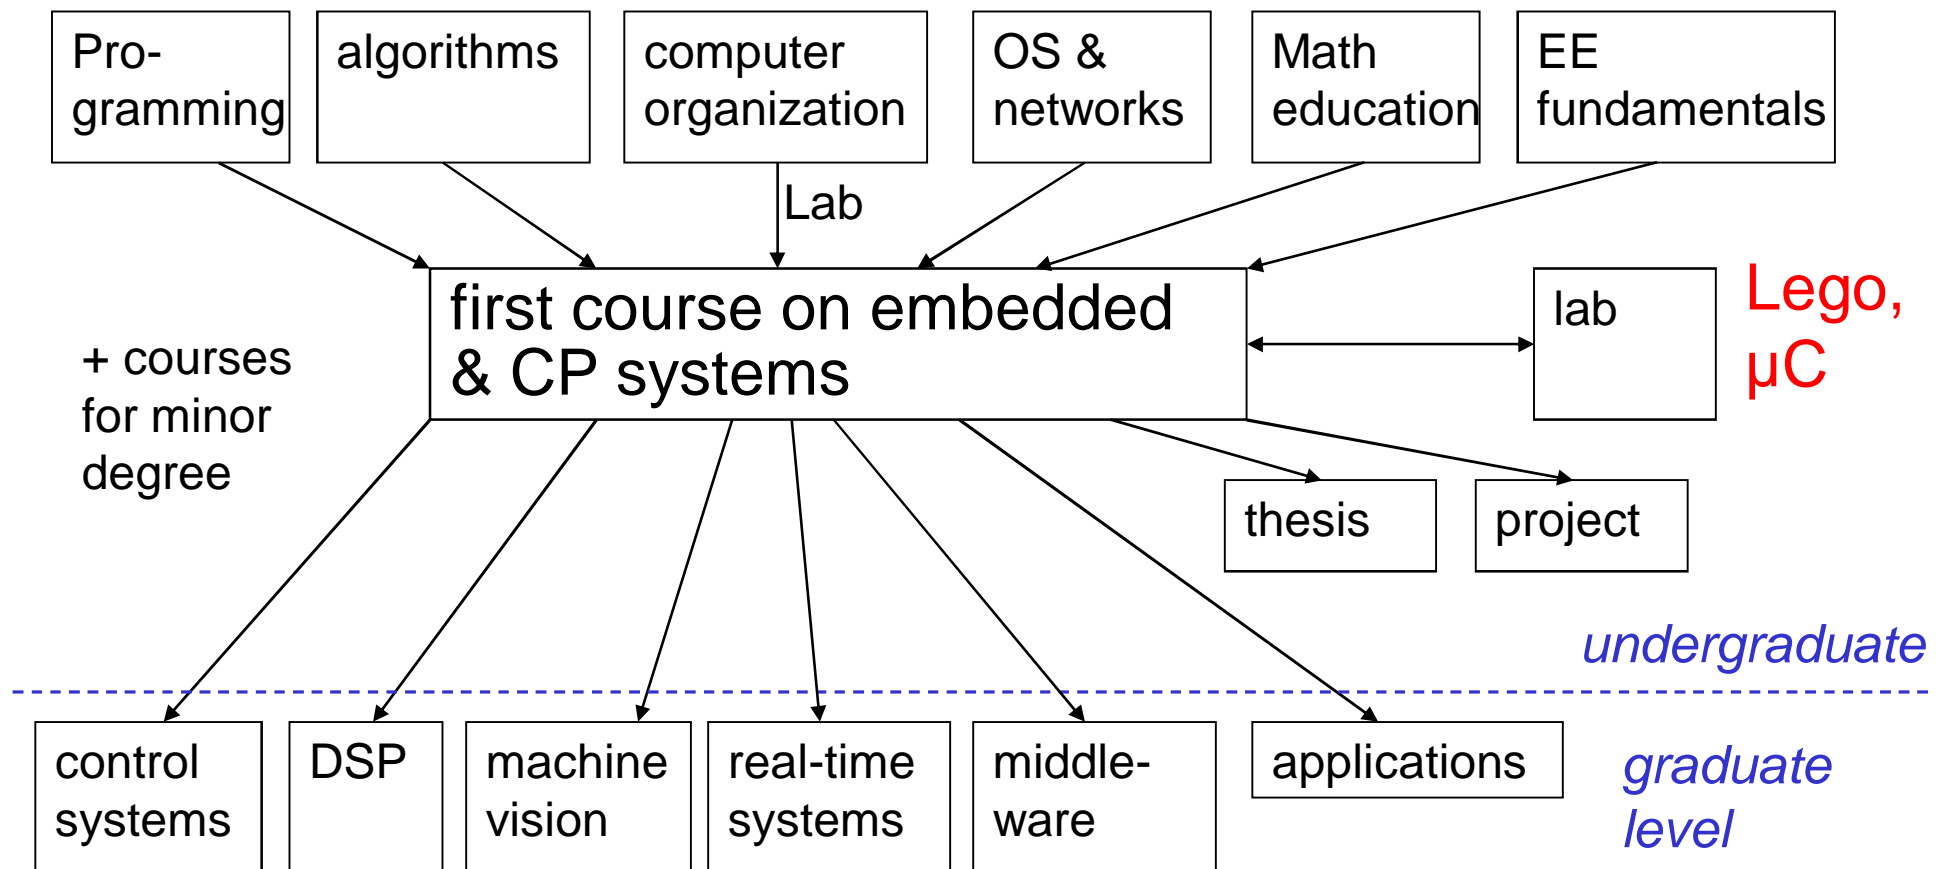 Pro-
gramming
algorithms
computer
organization
OS &
networks
Math
education
EE
fundamentals
Lab
first course on embedded
& CP systems
lab
Lego,
µC
+ courses
for minor
degree
thesis
project
undergraduate
control
systems
DSP
machine
vision
real-time
systems
middle-
ware
applications
graduate
level